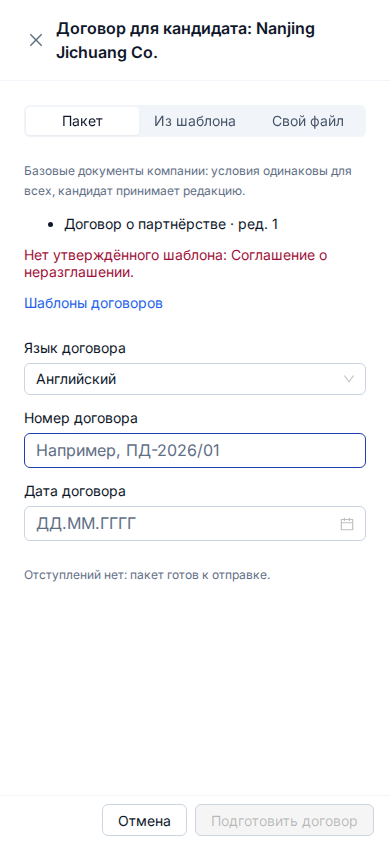 Договор для кандидата: Nanjing
Jichuang Co.
Пакет
Из шаблона
Свой файл
Базовые документы компании: условия одинаковы для
всех, кандидат принимает редакцию.
• Договор о партнёрстве · ред. 1
Нет утверждённого шаблона: Соглашение о
неразглашении.
Шаблоны договоров
Язык договора
Английский
Номер договора
Например, ПД-2026/01
Дата договора
ДД.ММ.ГГГГ
Отступлений нет: пакет готов к отправке.
Отмена
Подготовить договор